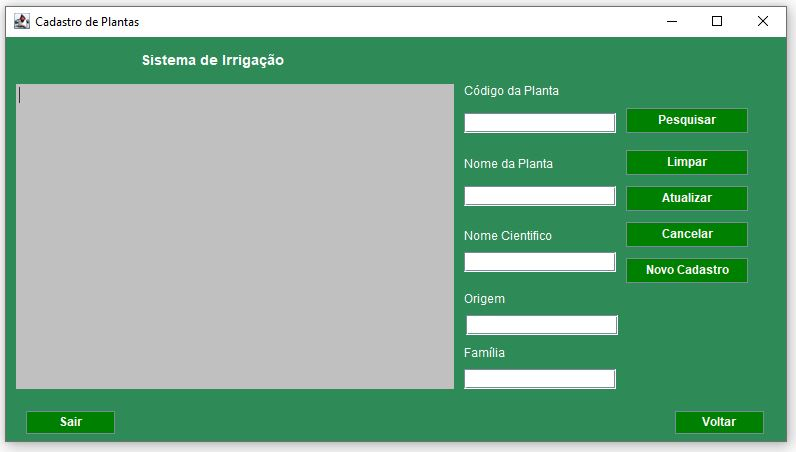 Cadastro de Plantas
Sistema de Irrigação
Código da Planta
Pesquisar
Nome da Planta
Limpar
Atualizar
Nome Cientifico
Cancelar
Novo Cadastro
Origem
Família
Sair
Voltar